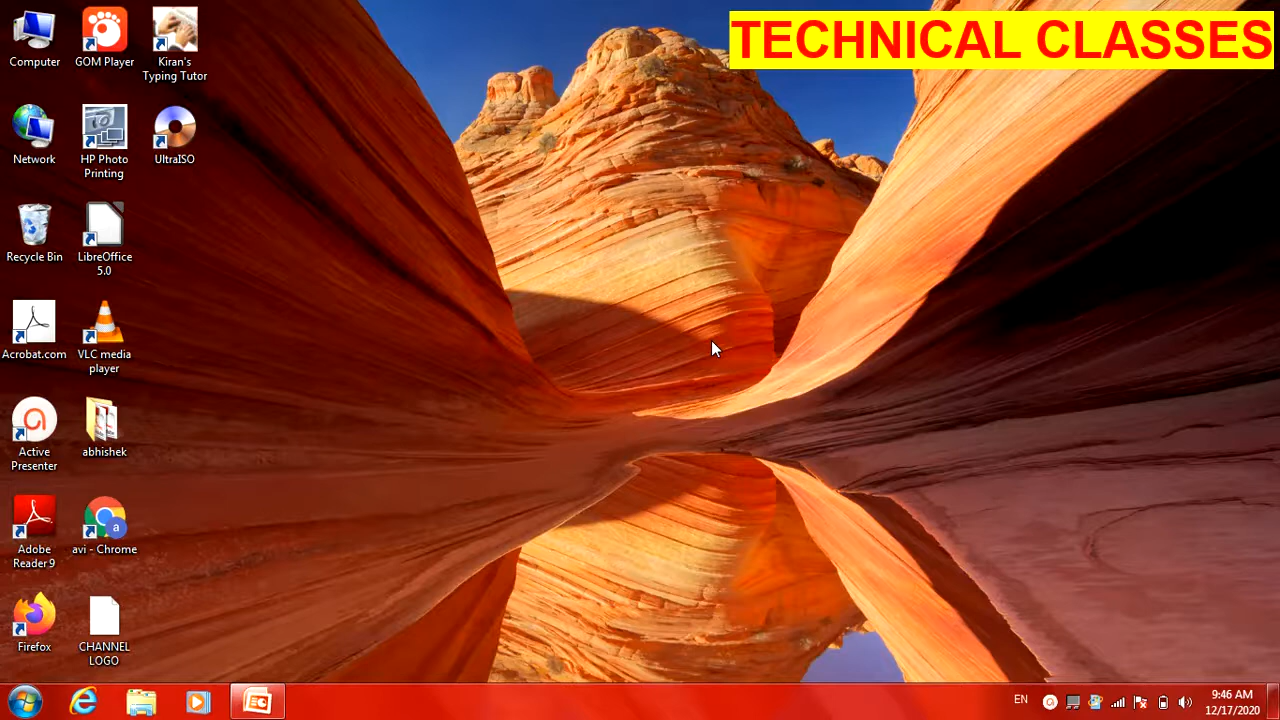 TECHNICAL CLASSES
Computer
GOM Player
Kiran's
Typing Tutor
Network
HP Photo
Printing
UltraISO
Recycle Bin
LibreOffice
5.0
Acrobat.com
VLC media
player
Active
Presenter
abhishek
Adobe
Reader 9
a
avi - Chrome
Firefox
CHANNEL
LOGO
EN
9:46 AM
12/17/2020